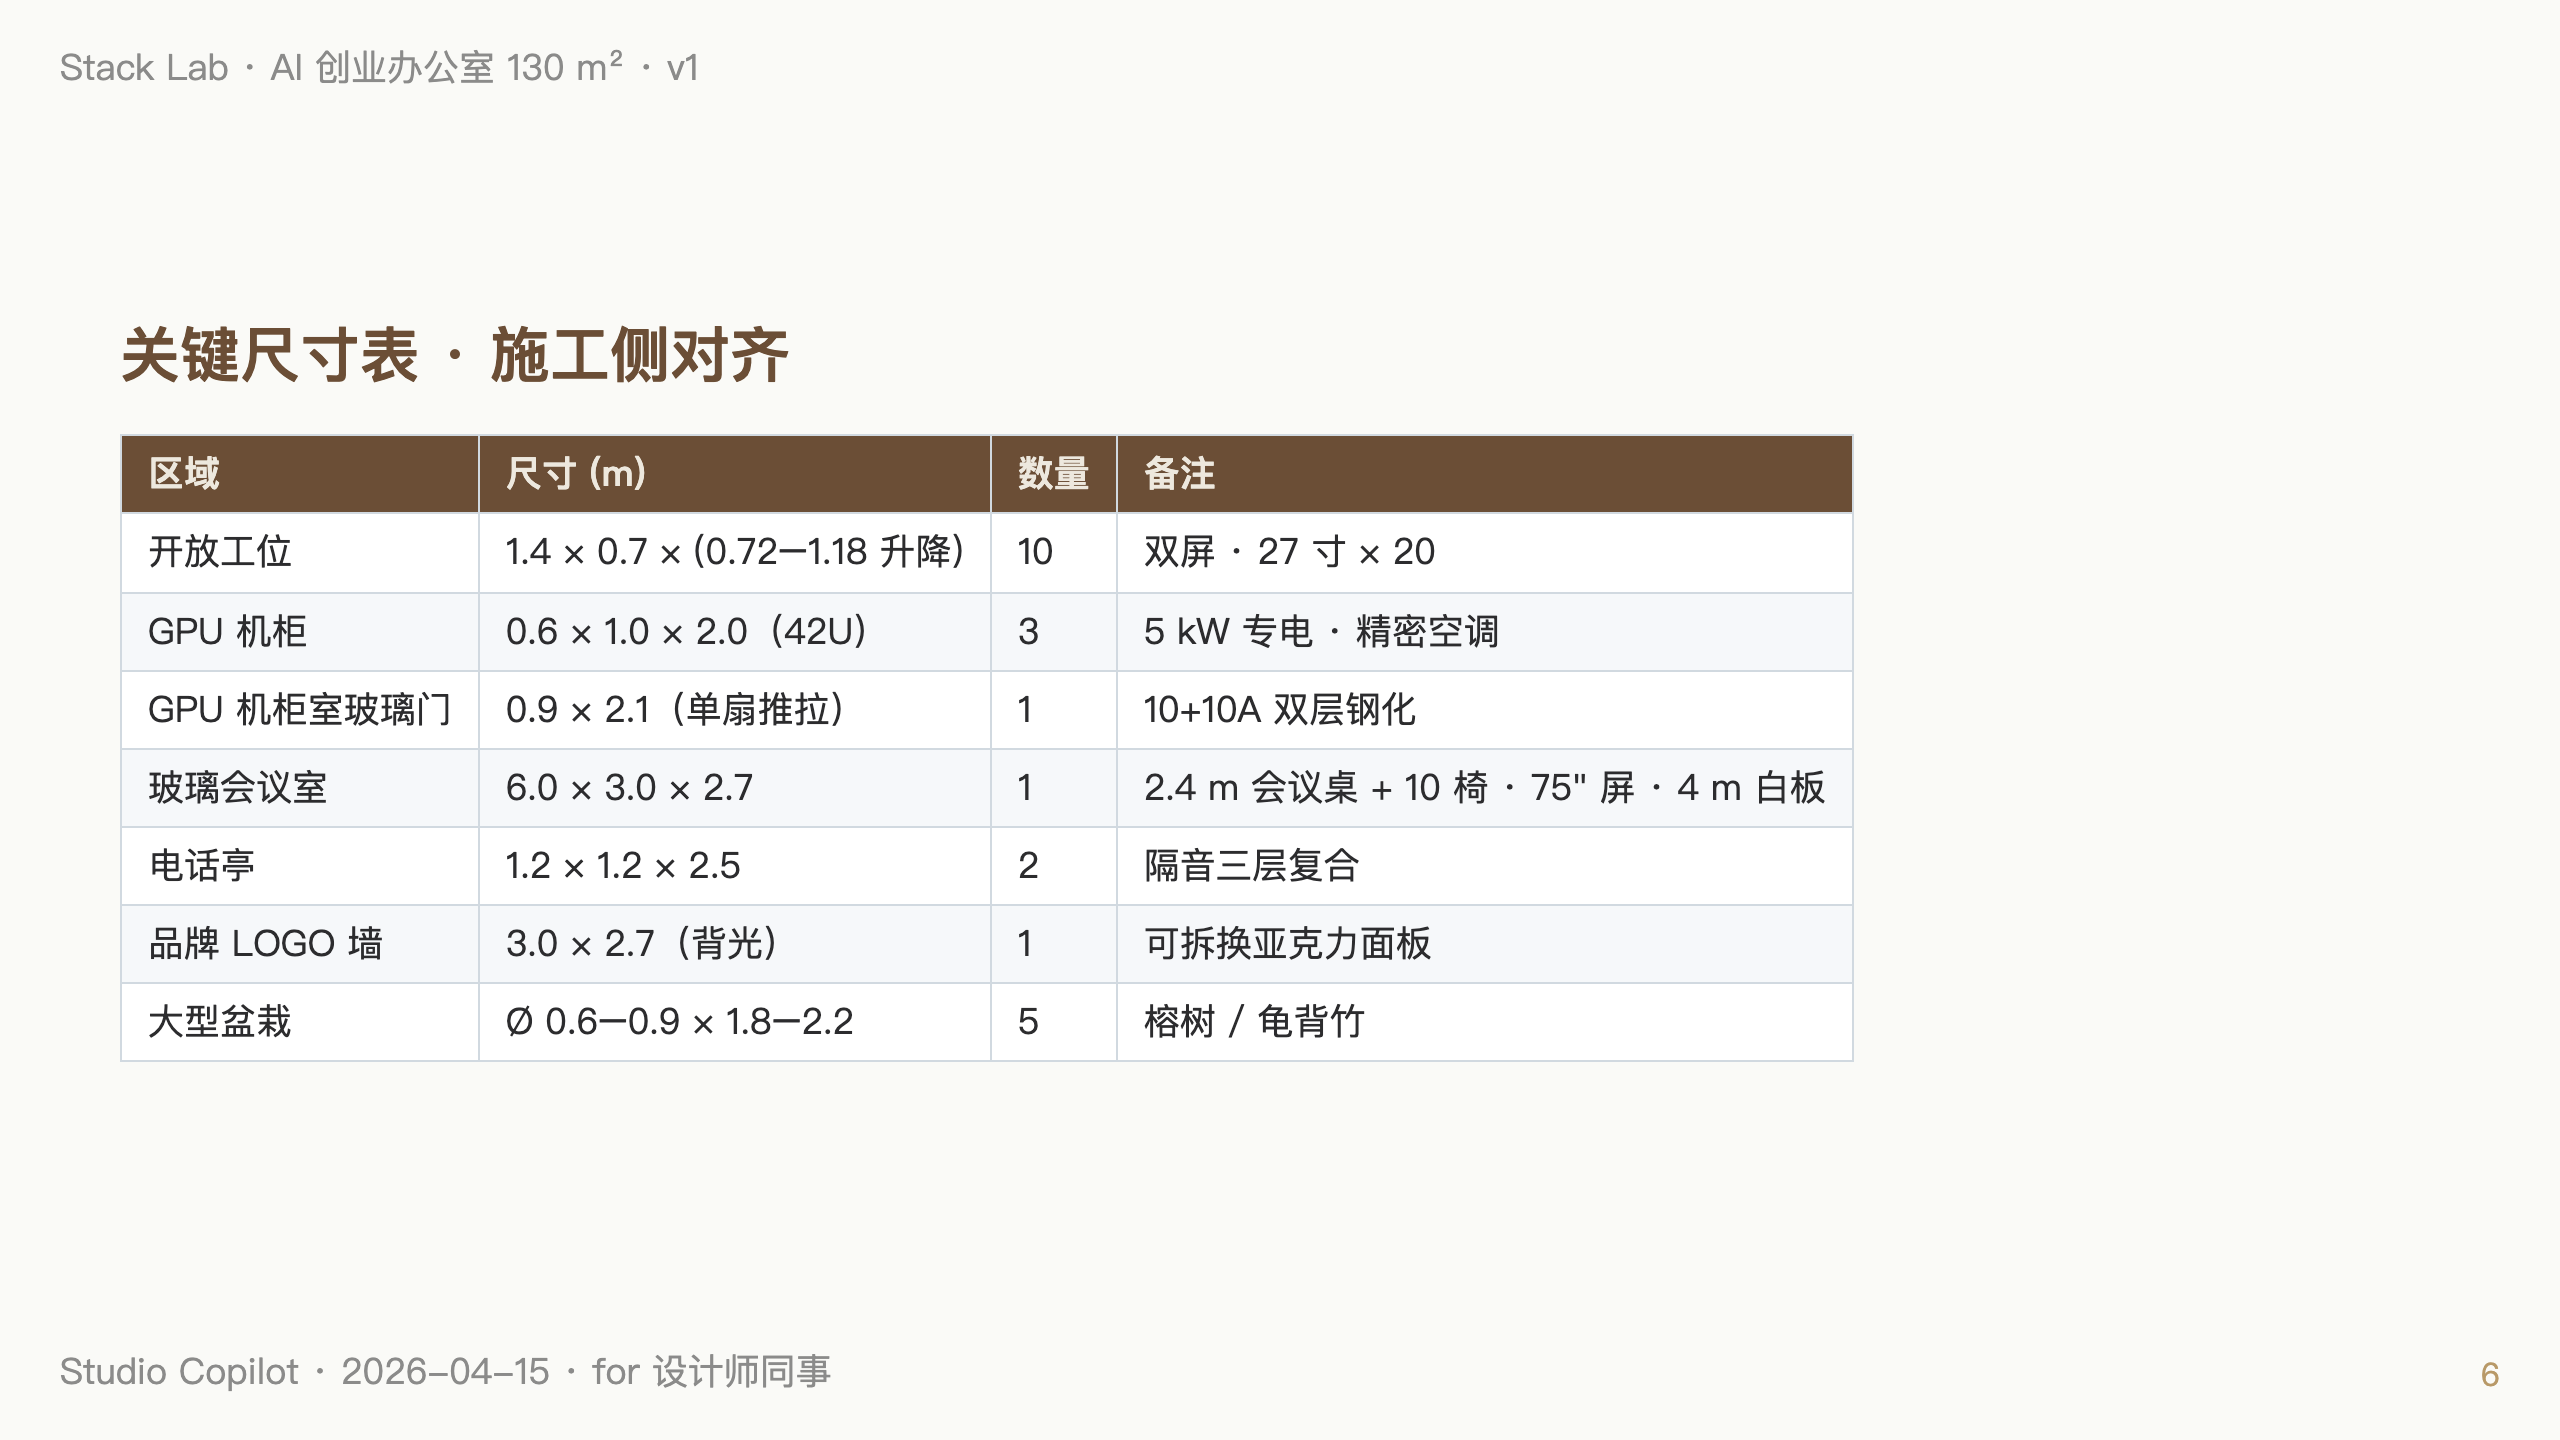 Stack Lab · AI 创业办公室 130 m² · v1
关键尺寸表 · 施工侧对齐
区域 尺寸 (m) 数量 备注
开放工位 1.4 × 0.7 × (0.72–1.18 升降) 10 双屏 · 27 寸 × 20
GPU 机柜 0.6 × 1.0 × 2.0（42U） 3 5 kW 专电 · 精密空调
GPU 机柜室玻璃门 0.9 × 2.1（单扇推拉） 1 10+10A 双层钢化
玻璃会议室 6.0 × 3.0 × 2.7 1 2.4 m 会议桌 + 10 椅 · 75" 屏 · 4 m 白板
电话亭 1.2 × 1.2 × 2.5 2 隔音三层复合
品牌 LOGO 墙 3.0 × 2.7（背光） 1 可拆换亚克力面板
大型盆栽 Ø 0.6–0.9 × 1.8–2.2 5 榕树 / 龟背竹
Studio Copilot · 2026-04-15 · for 设计师同事
6